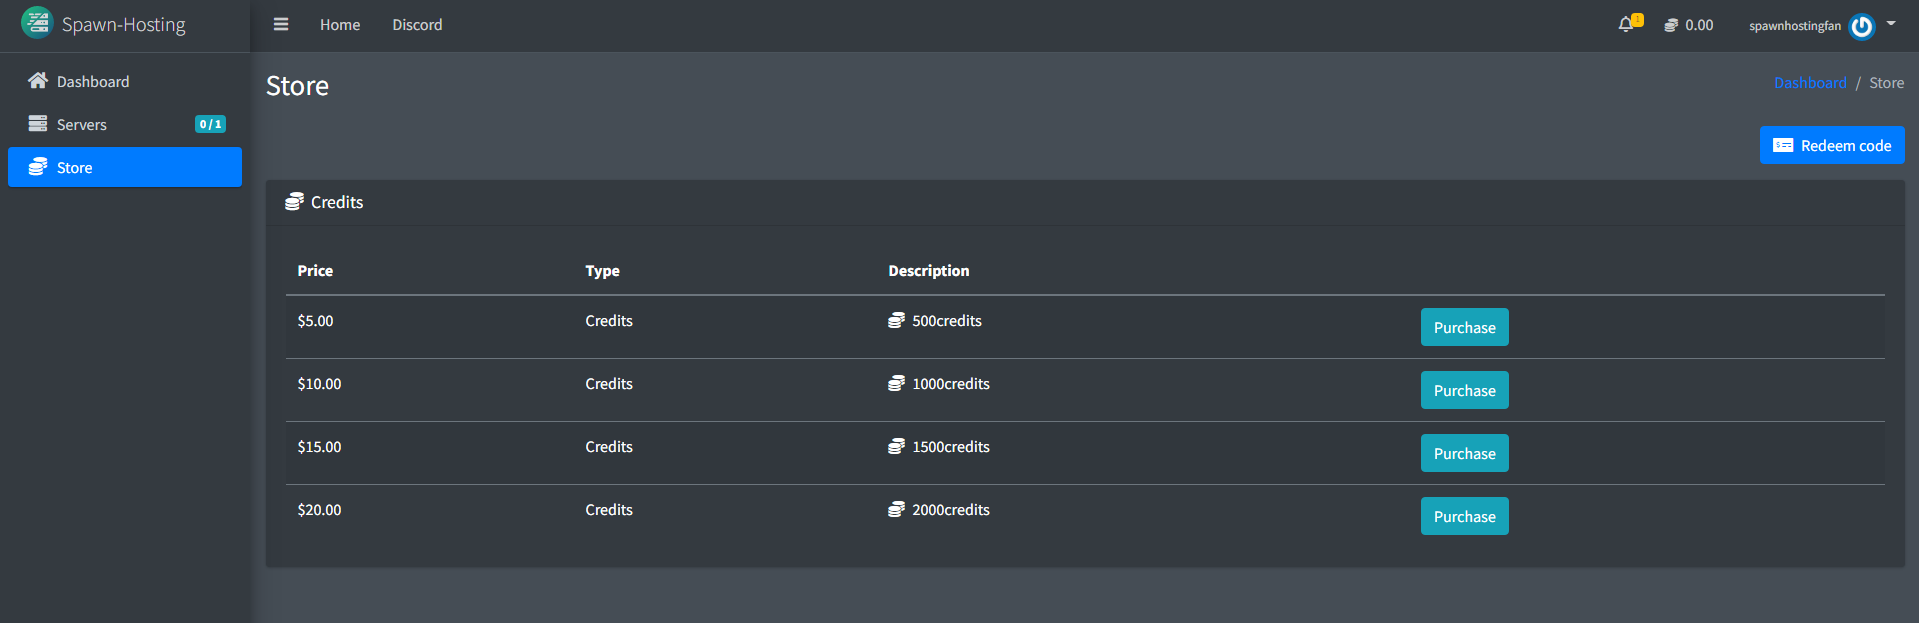 Spawn-Hosting
Home
Discord
1
0.00
spawnhostingfan
Dashboard
Servers
0 / 1
Store
Store
Dashboard / Store
Redeem code
Credits
Price Type Description
$5.00 Credits 500credits Purchase
$10.00 Credits 1000credits Purchase
$15.00 Credits 1500credits Purchase
$20.00 Credits 2000credits Purchase